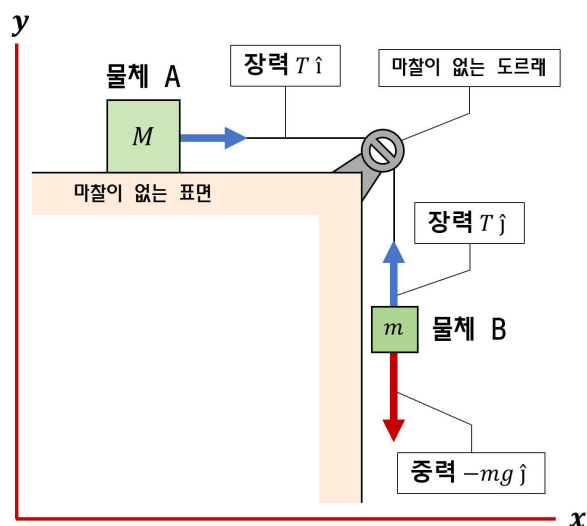 y
물체 A
장력 T î
마찰이 없는 도르래
M
마찰이 없는 표면
장력 T ĵ
m
물체 B
중력 −mg ĵ
x